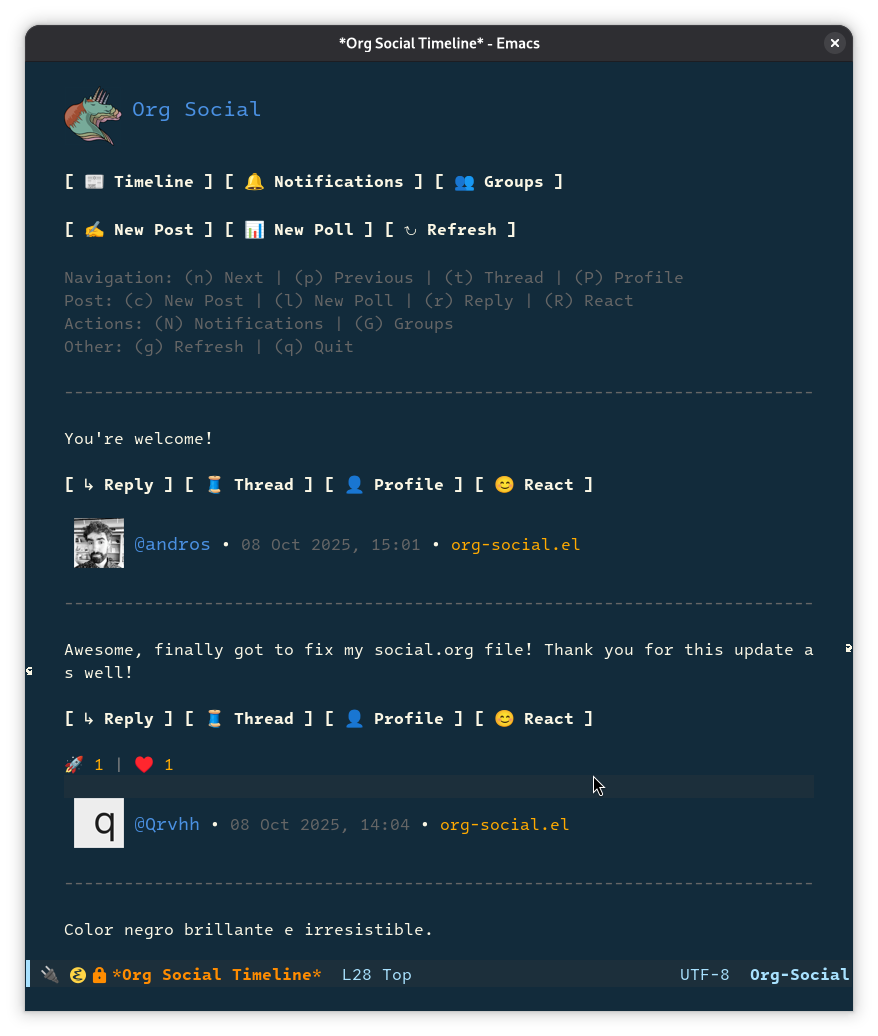 *Org Social Timeline* - Emacs
Org Social
[ 📰 Timeline ] [ 🔔 Notifications ] [ 👥 Groups ]
[ ✍️ New Post ] [ 📊 New Poll ] [ ↻ Refresh ]
Navigation: (n) Next | (p) Previous | (t) Thread | (P) Profile
Post: (c) New Post | (l) New Poll | (r) Reply | (R) React
Actions: (N) Notifications | (G) Groups
Other: (g) Refresh | (q) Quit
---------------------------------------------------------------------------
You're welcome!
[ ↳ Reply ] [ 🧵 Thread ] [ 👤 Profile ] [ 😊 React ]
@andros • 08 Oct 2025, 15:01 • org-social.el
---------------------------------------------------------------------------
Awesome, finally got to fix my social.org file! Thank you for this update a
s well!
[ ↳ Reply ] [ 🧵 Thread ] [ 👤 Profile ] [ 😊 React ]
🚀 1 | ❤️ 1
q @Qrvhh • 08 Oct 2025, 14:04 • org-social.el
---------------------------------------------------------------------------
Color negro brillante e irresistible.
*Org Social Timeline* L28 Top UTF-8 Org-Social